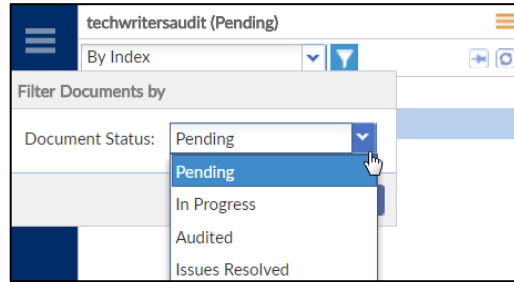 techwritersaudit (Pending)
By Index
Filter Documents by
Document Status: Pending
Pending
In Progress
Audited
Issues Resolved